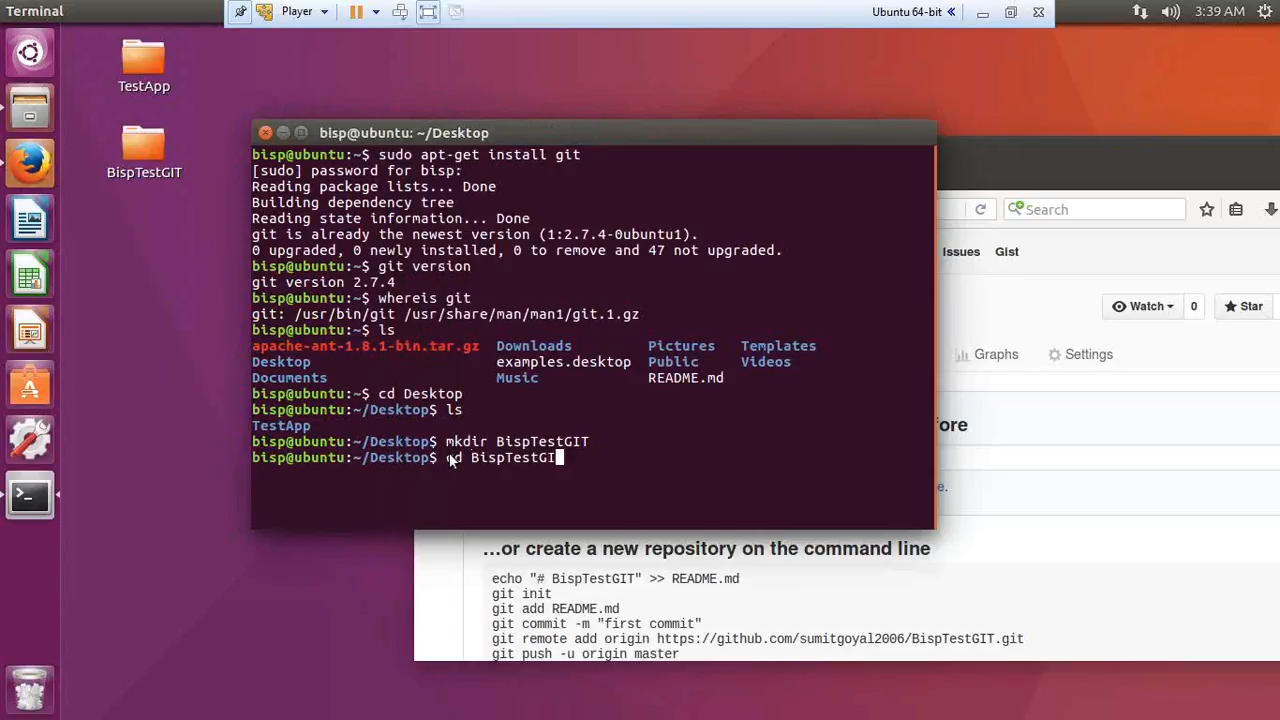 Terminal
Player
Ubuntu 64-bit
3:39 AM
TestApp
BispTestGIT
bisp@ubuntu: ~/Desktop
bisp@ubuntu:~$ sudo apt-get install git
[sudo] password for bisp:
Reading package lists... Done
Building dependency tree
Reading state information... Done
git is already the newest version (1:2.7.4-0ubuntu1).
0 upgraded, 0 newly installed, 0 to remove and 47 not upgraded.
bisp@ubuntu:~$ git version
git version 2.7.4
bisp@ubuntu:~$ whereis git
git: /usr/bin/git /usr/share/man/man1/git.1.gz
bisp@ubuntu:~$ ls
apache-ant-1.8.1-bin.tar.gz Downloads Pictures Templates
Desktop examples.desktop Public Videos
Documents Music README.md
bisp@ubuntu:~$ cd Desktop
bisp@ubuntu:~/Desktop$ ls
TestApp
bisp@ubuntu:~/Desktop$ mkdir BispTestGIT
bisp@ubuntu:~/Desktop$ cd BispTestGI
Search
Issues Gist
Watch 0 Star
Graphs Settings
fore
e.
...or create a new repository on the command line
echo "# BispTestGIT" >> README.md
git init
git add README.md
git commit -m "first commit"
git remote add origin https://github.com/sumitgoyal2006/BispTestGIT.git
git push -u origin master